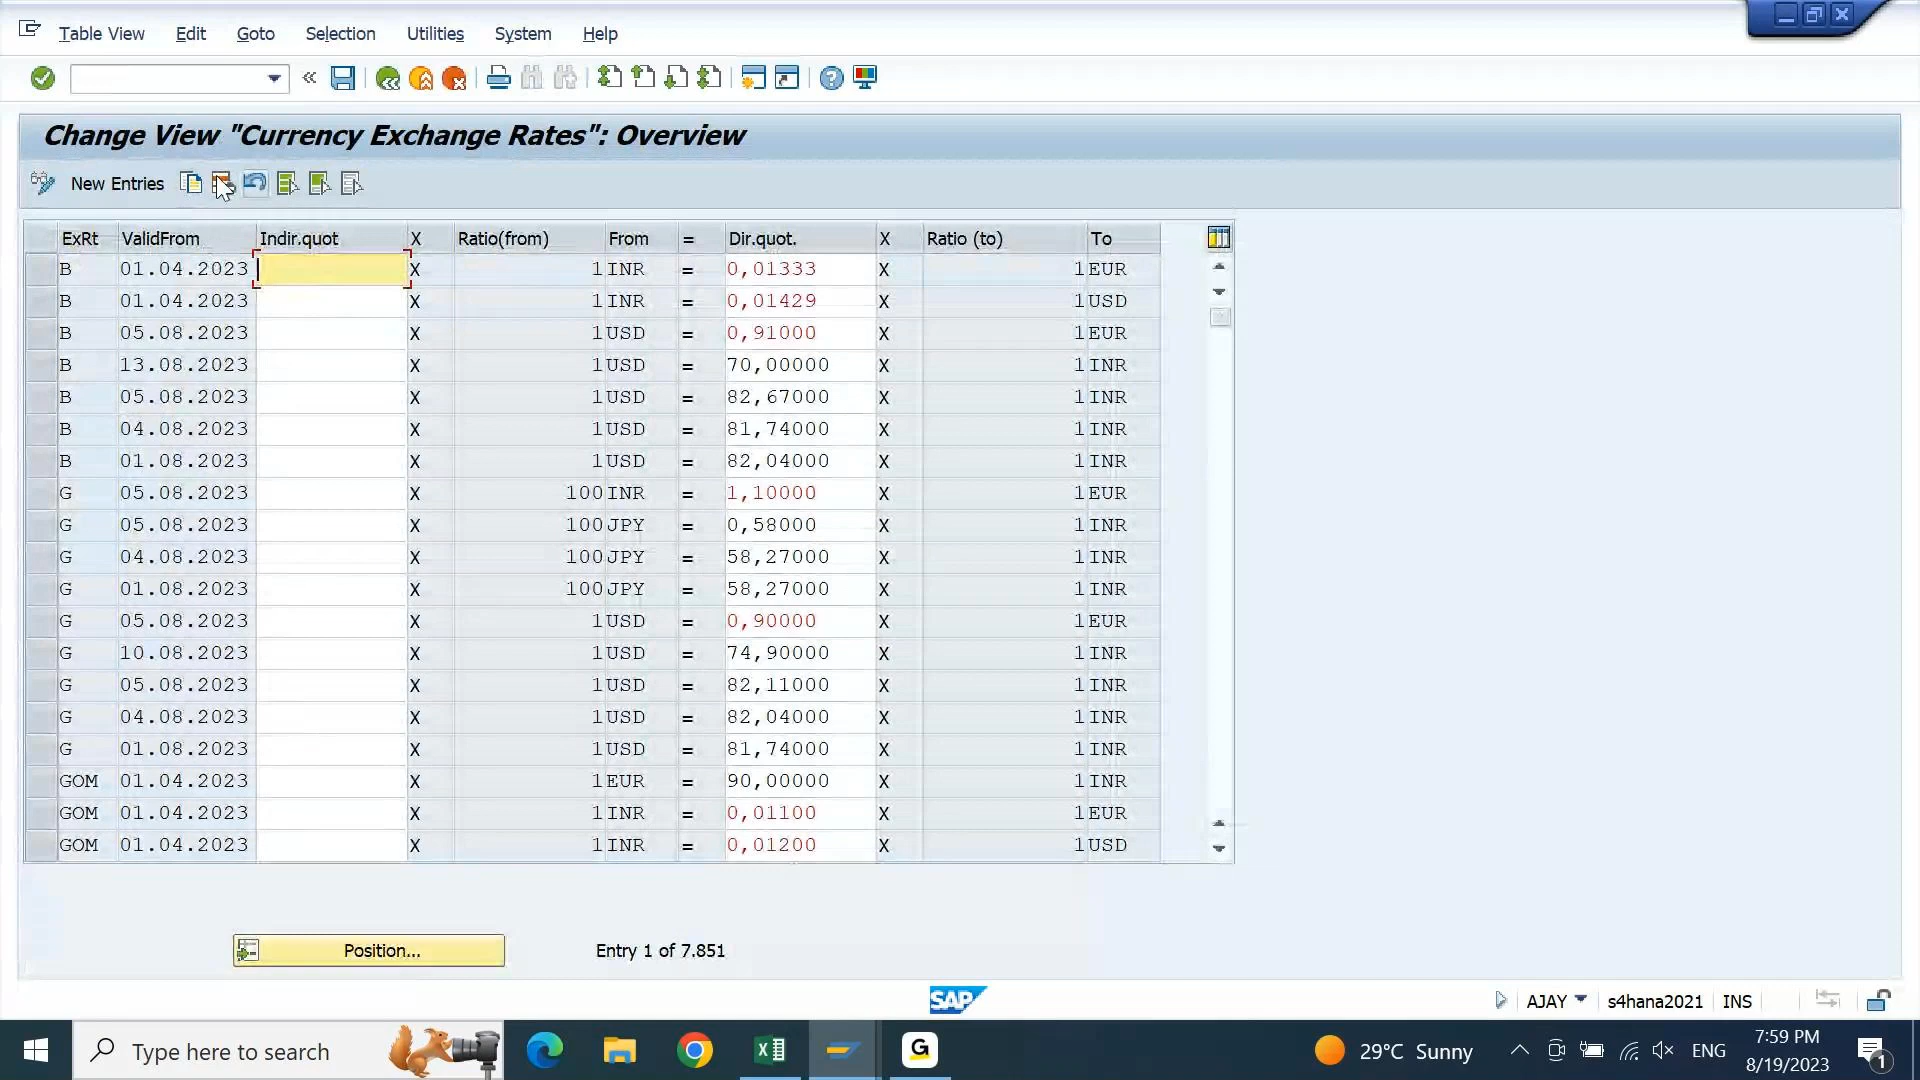 Table View Edit Goto Selection Utilities System Help
Change View "Currency Exchange Rates": Overview
New Entries
ExRt ValidFrom Indir.quot X Ratio(from) From = Dir.quot. X Ratio (to) To
B 01.04.2023 X 1 INR = 0,01333 X 1 EUR
B 01.04.2023 X 1 INR = 0,01429 X 1 USD
B 05.08.2023 X 1 USD = 0,91000 X 1 EUR
B 13.08.2023 X 1 USD = 70,00000 X 1 INR
B 05.08.2023 X 1 USD = 82,67000 X 1 INR
B 04.08.2023 X 1 USD = 81,74000 X 1 INR
B 01.08.2023 X 1 USD = 82,04000 X 1 INR
G 05.08.2023 X 100 INR = 1,10000 X 1 EUR
G 05.08.2023 X 100 JPY = 0,58000 X 1 INR
G 04.08.2023 X 100 JPY = 58,27000 X 1 INR
G 01.08.2023 X 100 JPY = 58,27000 X 1 INR
G 05.08.2023 X 1 USD = 0,90000 X 1 EUR
G 10.08.2023 X 1 USD = 74,90000 X 1 INR
G 05.08.2023 X 1 USD = 82,11000 X 1 INR
G 04.08.2023 X 1 USD = 82,04000 X 1 INR
G 01.08.2023 X 1 USD = 81,74000 X 1 INR
GOM 01.04.2023 X 1 EUR = 90,00000 X 1 INR
GOM 01.04.2023 X 1 INR = 0,01100 X 1 EUR
GOM 01.04.2023 X 1 INR = 0,01200 X 1 USD
Position... Entry 1 of 7.851
SAP AJAY s4hana2021 INS
Type here to search G 29°C Sunny ENG 7:59 PM
8/19/2023 1